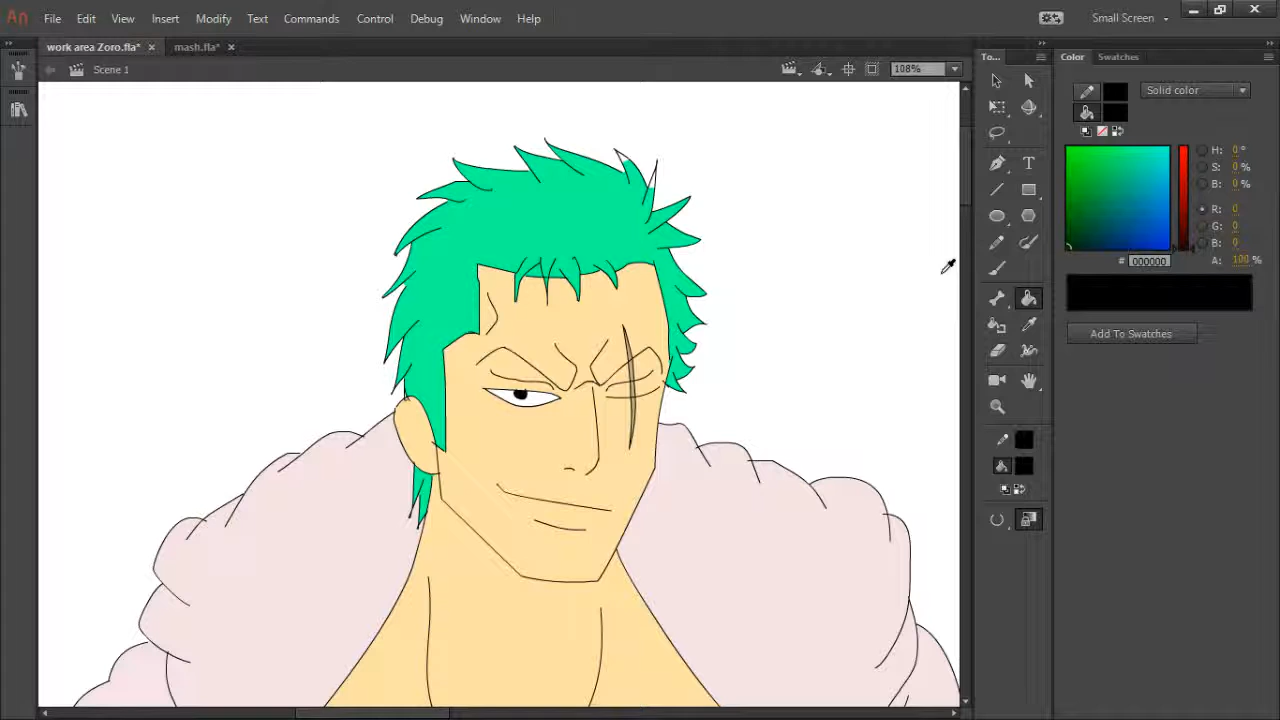 An File Edit View Insert Modify Text Commands Control Debug Window Help Small Screen
work area Zoro.fla* × mash.fla* ×
Scene 1 108%
To...
T
Color Swatches
Solid color
H: 0 °
S: 0 %
B: 0 %
R: 0
G: 0
B: 0
# 000000 A: 100 %
Add To Swatches